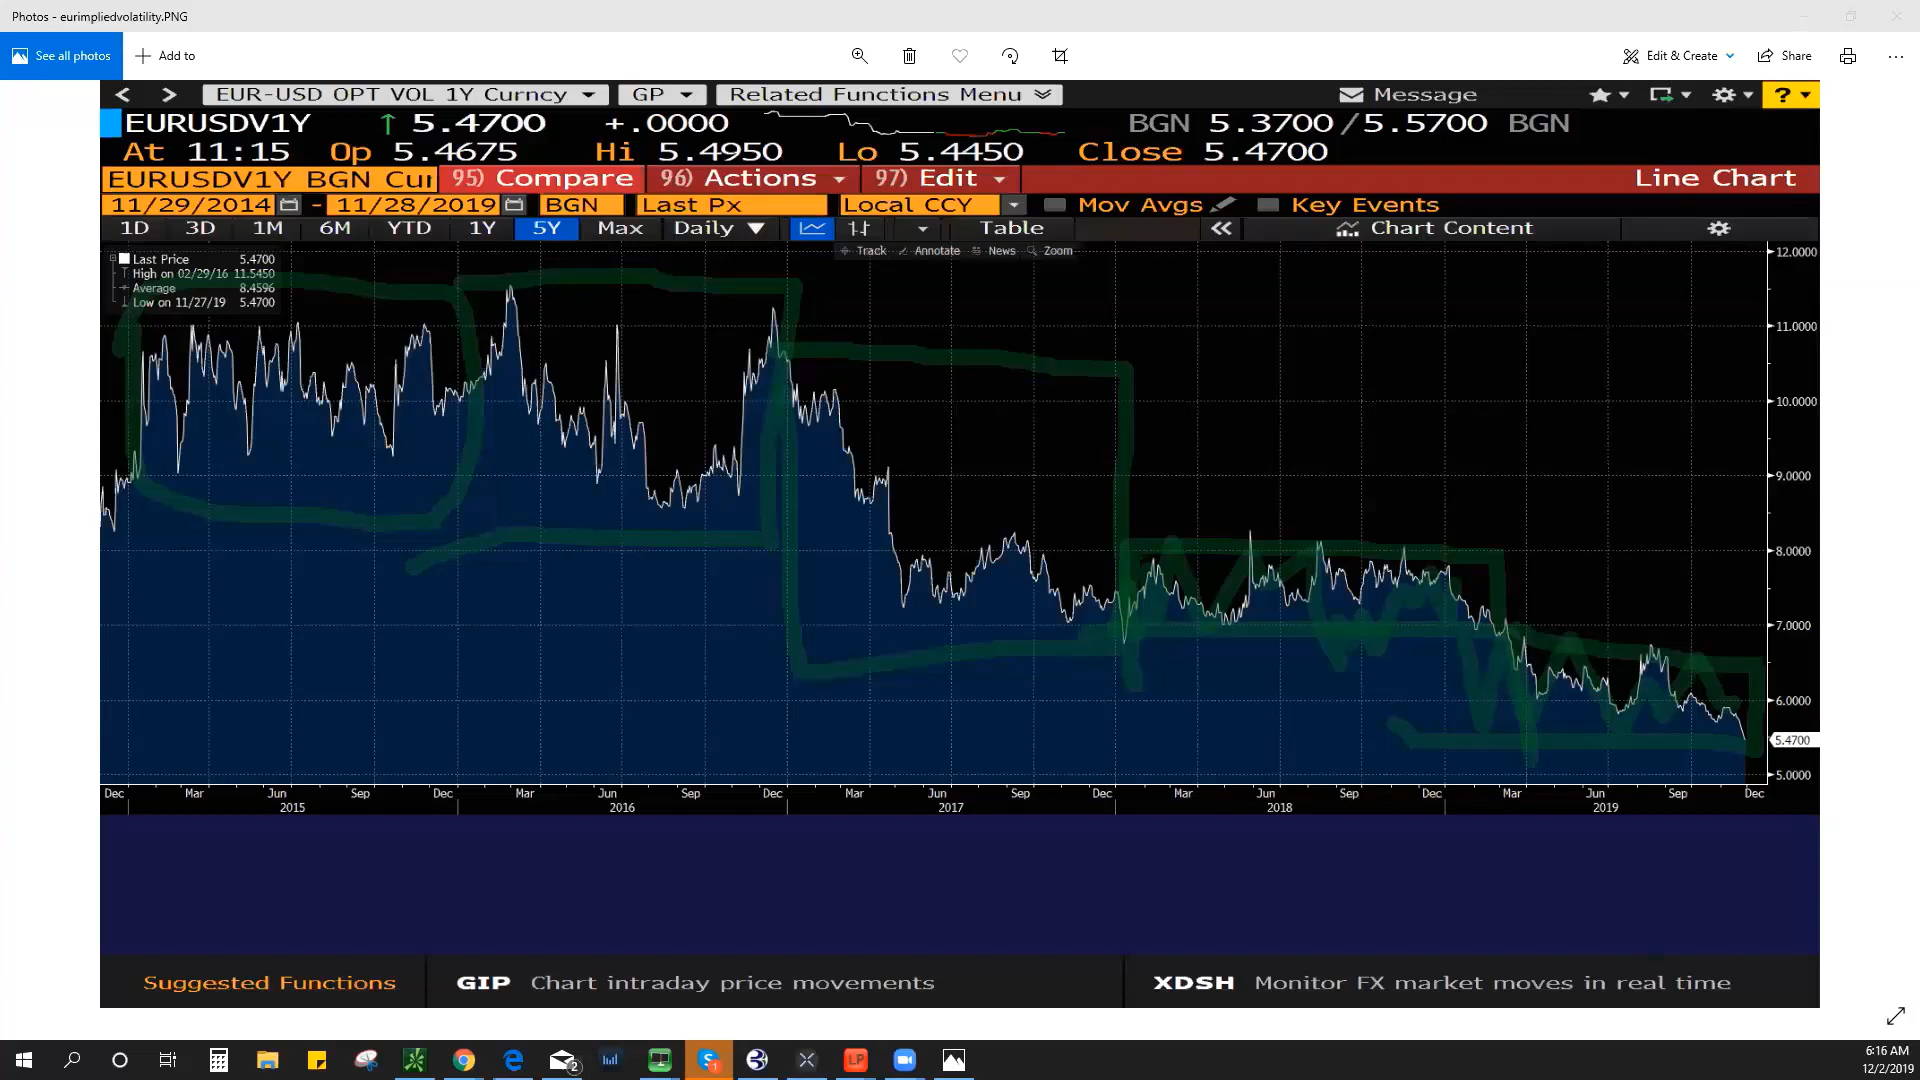 Photos - eurimpliedvolatility.PNG
See all photos Add to Edit & Create Share
EUR-USD OPT VOL 1Y Curncy GP Related Functions Menu Message ?
EURUSDV1Y ↑ 5.4700 +.0000 BGN 5.3700 / 5.5700 BGN
At 11:15 Op 5.4675 Hi 5.4950 Lo 5.4450 Close 5.4700
EURUSDV1Y BGN Cur 95) Compare 96) Actions 97) Edit Line Chart
11/29/2014 - 11/28/2019 BGN Last Px Local CCY Mov Avgs Key Events
1D 3D 1M 6M YTD 1Y 5Y Max Daily Table Chart Content
Track Annotate News Zoom
Last Price 5.4700
High on 02/29/16 11.5450
Average 8.4596
Low on 11/27/19 5.4700
12.0000
11.0000
10.0000
9.0000
8.0000
7.0000
6.0000
5.4700
5.0000
Dec Mar Jun Sep Dec Mar Jun Sep Dec Mar Jun Sep Dec Mar Jun Sep Dec Mar Jun Sep Dec
2015 2016 2017 2018 2019
Suggested Functions GIP Chart intraday price movements XDSH Monitor FX market moves in real time
2 1 LP
6:16 AM
12/2/2019